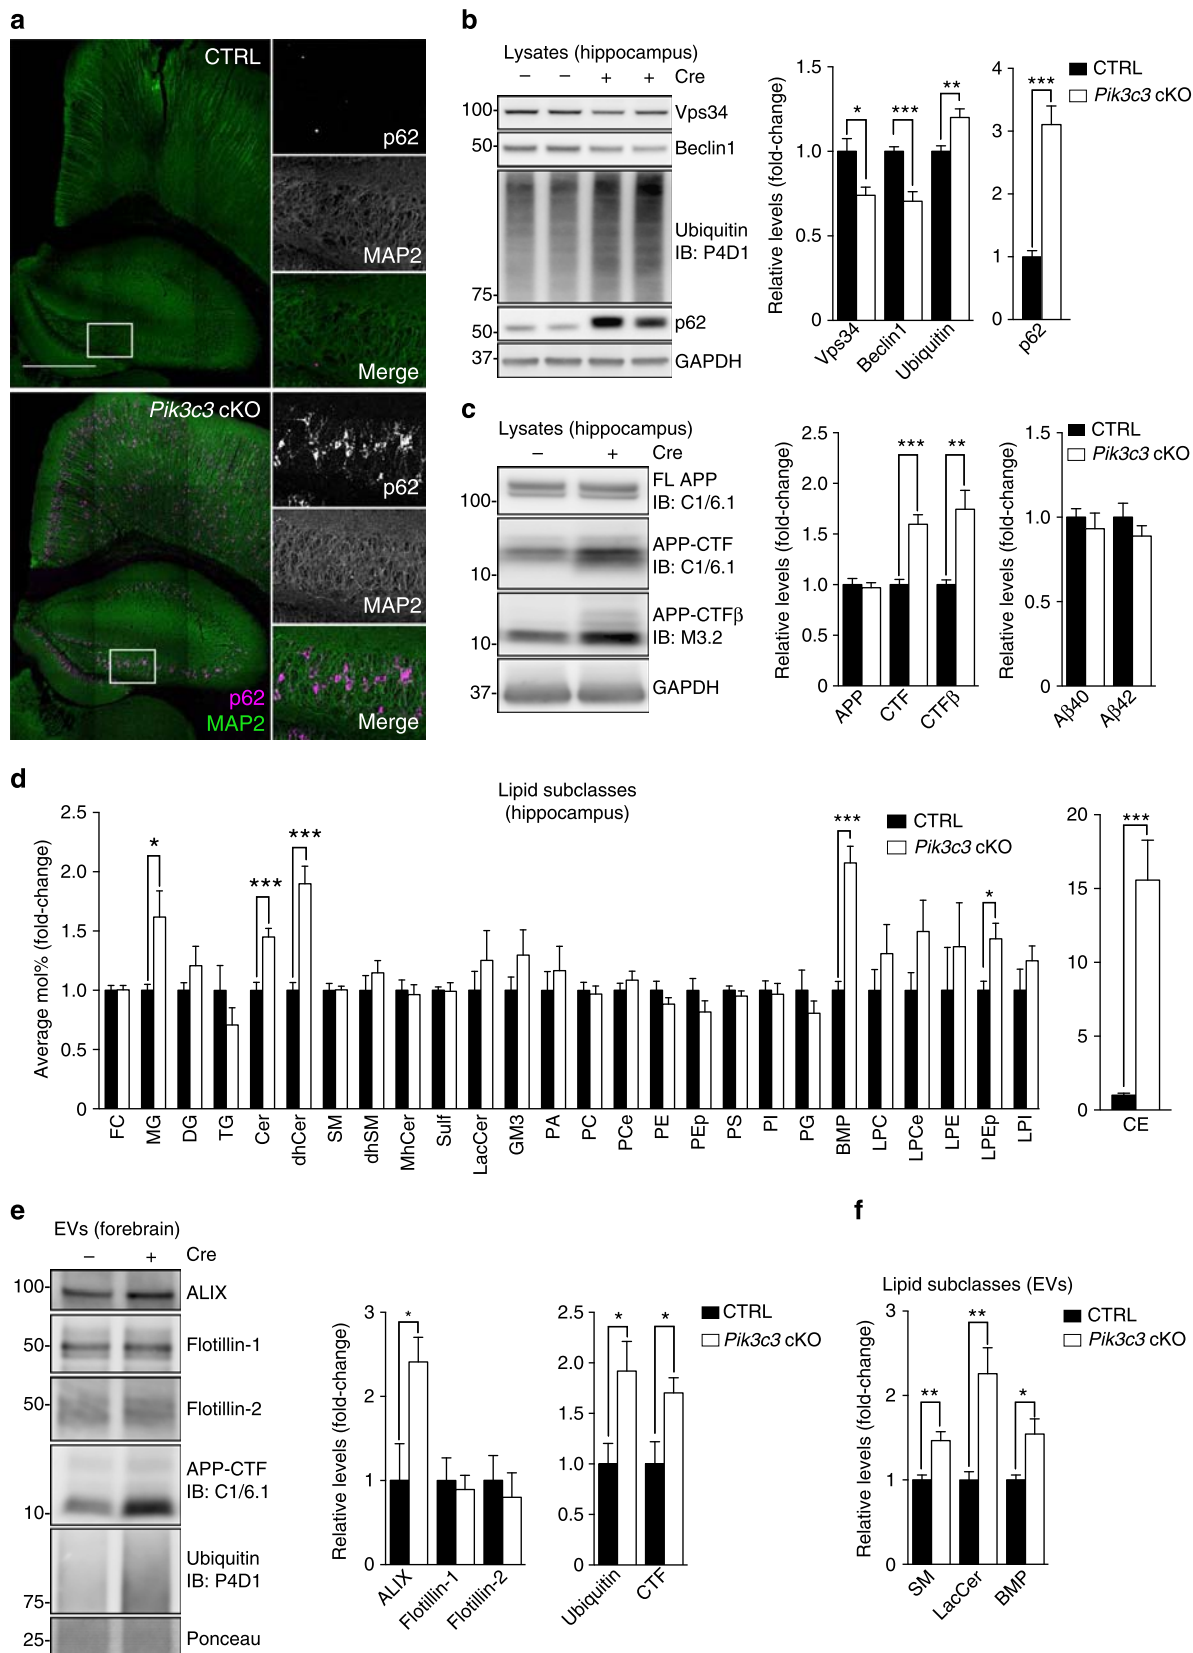 a
CTRL
p62
MAP2
Merge
Pik3c3 cKO
p62
MAP2
p62
MAP2
Merge
b
Lysates (hippocampus)
– – + + Cre
100- Vps34
50- Beclin1
Ubiquitin
IB: P4D1
75-
50- p62
37- GAPDH
Relative levels (fold-change)
1.5
1.0
0.5
0
* *** **
Vps34 Beclin1 Ubiquitin
4
3
2
1
0
***
p62
CTRL
Pik3c3 cKO
c
Lysates (hippocampus)
– + Cre
FL APP
100- IB: C1/6.1
APP-CTF
IB: C1/6.1
10-
APP-CTFβ
10- IB: M3.2
37- GAPDH
Relative levels (fold-change)
2.5
2.0
1.5
1.0
0.5
0
*** **
APP CTF CTFβ
Relative levels (fold-change)
1.5
1.0
0.5
0
Aβ40 Aβ42
CTRL
Pik3c3 cKO
d
Lipid subclasses
(hippocampus)
Average mol% (fold-change)
2.5
2.0
1.5
1.0
0.5
0
* *** *** *** *
FC MG DG TG Cer dhCer SM dhSM MhCer Sulf LacCer GM3 PA PC PCe PE PEp PS PI PG BMP LPC LPCe LPE LPEp LPI
CTRL
Pik3c3 cKO
20
15
10
5
0
***
CE
e
EVs (forebrain)
– + Cre
100- ALIX
50- Flotillin-1
50- Flotillin-2
APP-CTF
IB: C1/6.1
10-
Ubiquitin
IB: P4D1
75-
25- Ponceau
Relative levels (fold-change)
3
2
1
0
*
ALIX Flotillin-1 Flotillin-2
2.5
2.0
1.5
1.0
0.5
0
* *
Ubiquitin CTF
CTRL
Pik3c3 cKO
f
Lipid subclasses (EVs)
Relative levels (fold-change)
3
2
1
0
** ** *
SM LacCer BMP
CTRL
Pik3c3 cKO